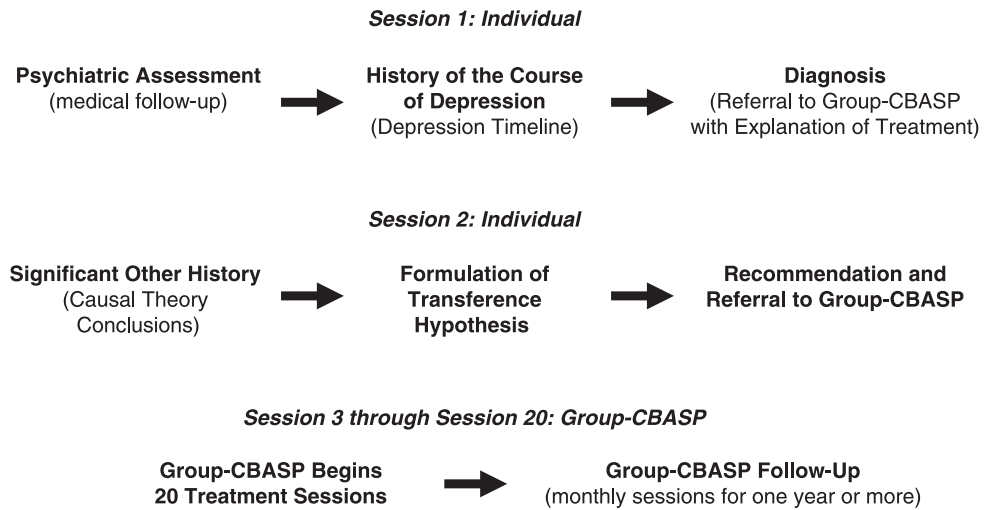 Session 1: Individual
Psychiatric Assessment
(medical follow-up)
History of the Course
of Depression
(Depression Timeline)
Diagnosis
(Referral to Group-CBASP
with Explanation of Treatment)
Session 2: Individual
Significant Other History
(Causal Theory
Conclusions)
Formulation of
Transference
Hypothesis
Recommendation and
Referral to Group-CBASP
Session 3 through Session 20: Group-CBASP
Group-CBASP Begins
20 Treatment Sessions
Group-CBASP Follow-Up
(monthly sessions for one year or more)